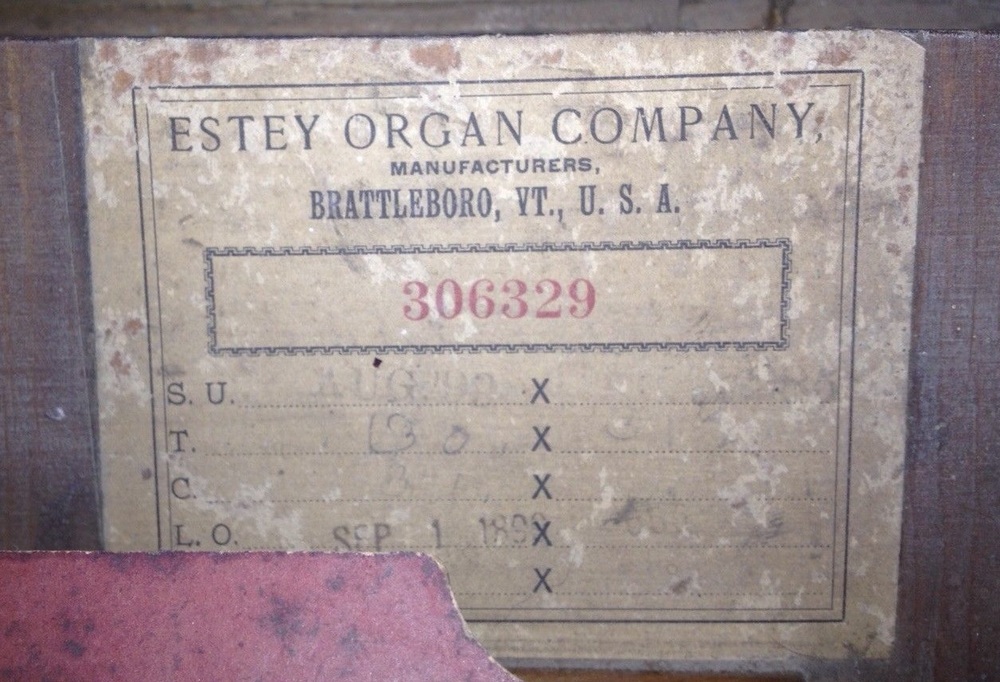 ESTEY ORGAN COMPANY,
MANUFACTURERS,
BRATTLEBORO, VT., U. S. A.
306329
S. U. X
T. X
C. X
L. O. SEP 1 X
X